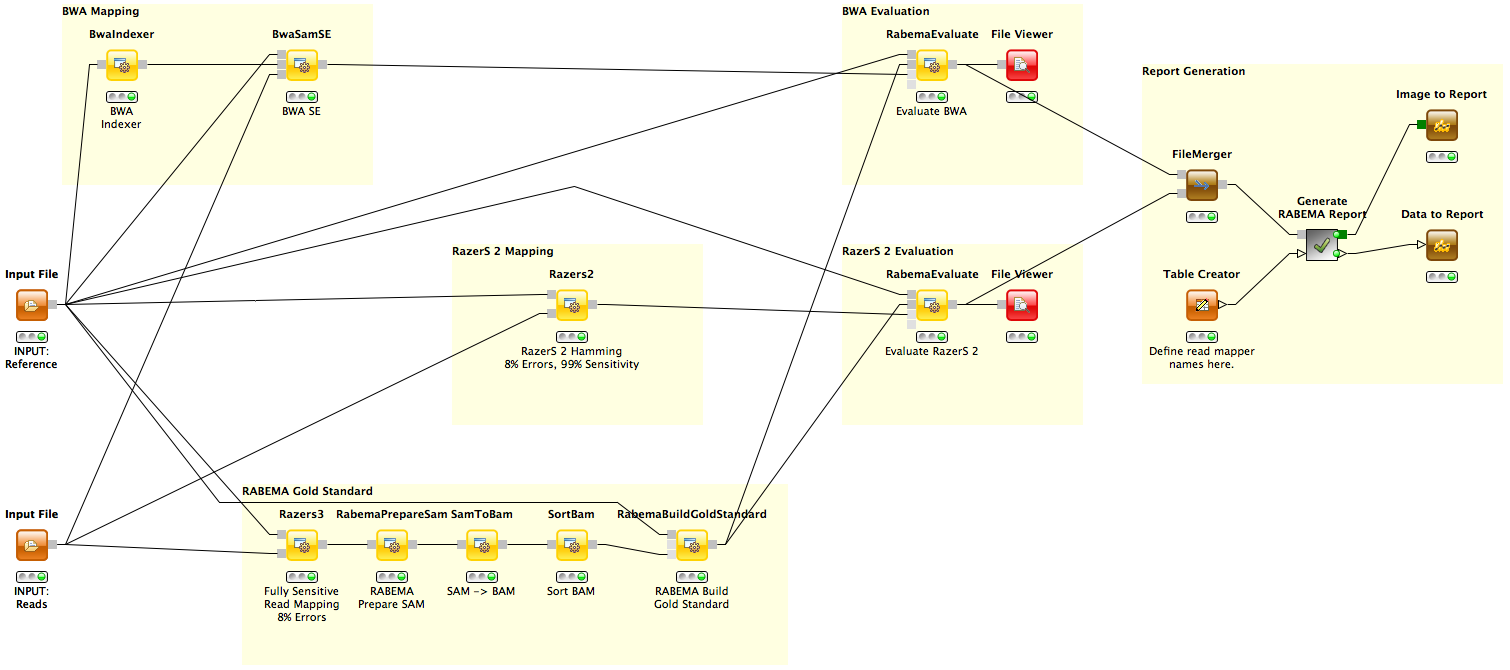 BWA Mapping
BwaIndexer
BWA
Indexer
BwaSamSE
BWA SE
BWA Evaluation
RabemaEvaluate
Evaluate BWA
File Viewer
Report Generation
Image to Report
FileMerger
Generate
RABEMA Report
Data to Report
Table Creator
Define read mapper
names here.
Input File
INPUT:
Reference
RazerS 2 Mapping
Razers2
RazerS 2 Hamming
8% Errors, 99% Sensitivity
RazerS 2 Evaluation
RabemaEvaluate
Evaluate RazerS 2
File Viewer
Input File
INPUT:
Reads
RABEMA Gold Standard
Razers3
Fully Sensitive
Read Mapping
8% Errors
RabemaPrepareSam
RABEMA
Prepare SAM
SamToBam
SAM -> BAM
SortBam
Sort BAM
RabemaBuildGoldStandard
RABEMA Build
Gold Standard